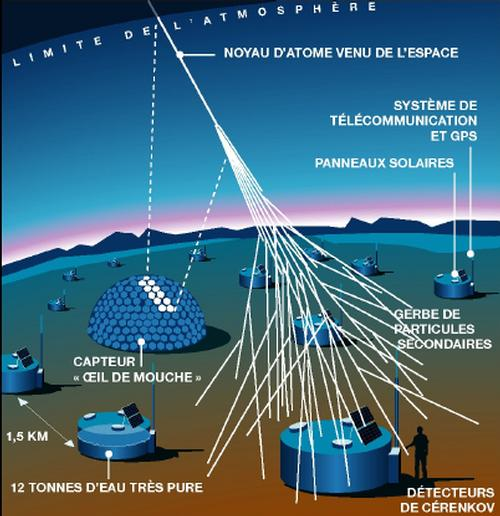 LIMITE DE L'ATMOSPHÈRE
NOYAU D'ATOME VENU DE L'ESPACE
SYSTÈME DE
TÉLÉCOMMUNICATION
ET GPS
PANNEAUX SOLAIRES
GERBE DE
PARTICULES
SECONDAIRES
CAPTEUR
« ŒIL DE MOUCHE »
1,5 KM
12 TONNES D'EAU TRÈS PURE
DÉTECTEURS
DE CÉRENKOV